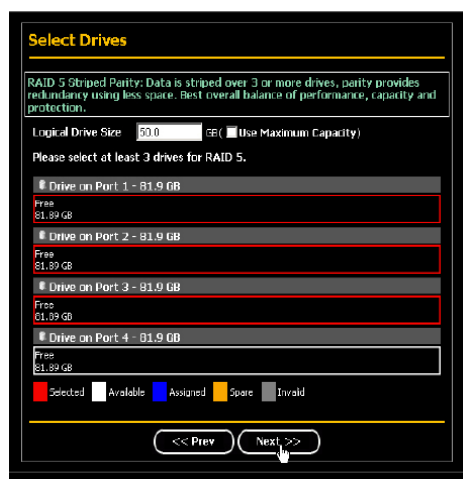 Select Drives
RAID 5 Striped Parity: Data is striped over 3 or more drives, parity provides
redundancy using less space. Best overall balance of performance, capacity and
protection.
Logical Drive Size 50.0 GB( Use Maximum Capacity)
Please select at least 3 drives for RAID 5.
Drive on Port 1 - 81.9 GB
Free
81.89 GB
Drive on Port 2 - 81.9 GB
Free
81.89 GB
Drive on Port 3 - 81.9 GB
Free
81.89 GB
Drive on Port 4 - 81.9 GB
Free
81.89 GB
Selected Available Assigned Spare Invalid
<< Prev Next >>